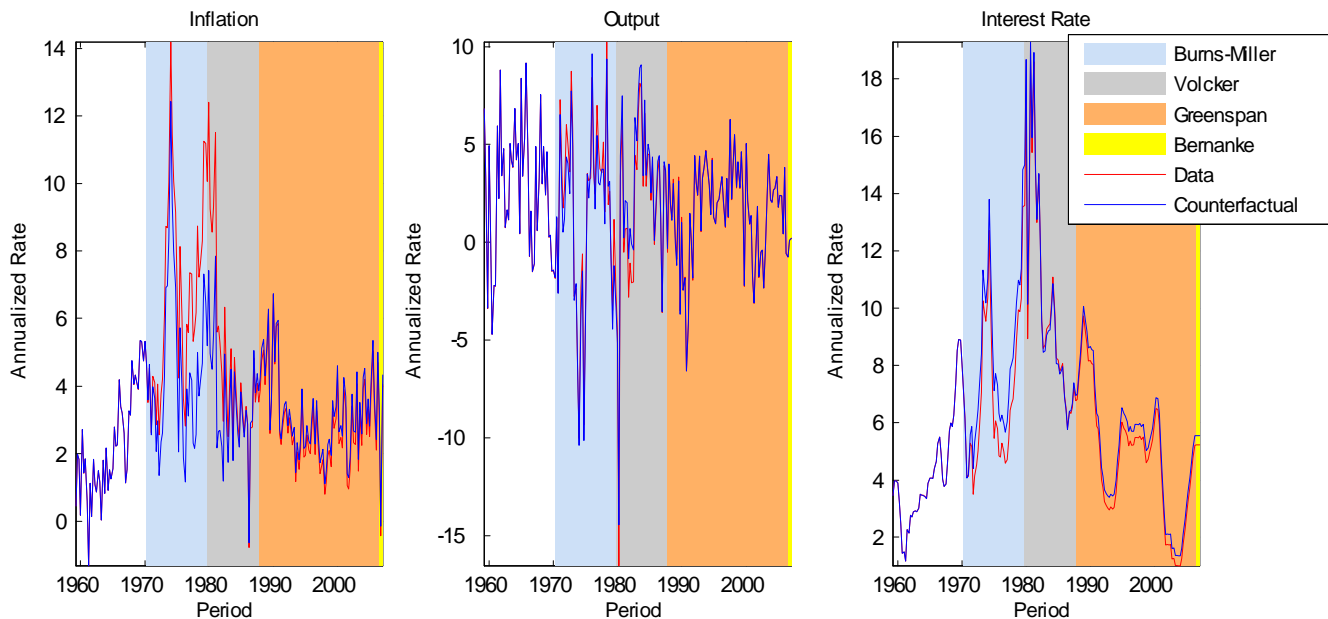 Inflation
Output
Interest Rate
Annualized Rate
14
12
10
8
6
4
2
0
1960 1970 1980 1990 2000
Period
Annualized Rate
10
5
0
-5
-10
-15
1960 1970 1980 1990 2000
Period
Annualized Rate
18
16
14
12
10
8
6
4
2
1960 1970 1980 1990 2000
Period
Burns-Miller
Volcker
Greenspan
Bernanke
Data
Counterfactual